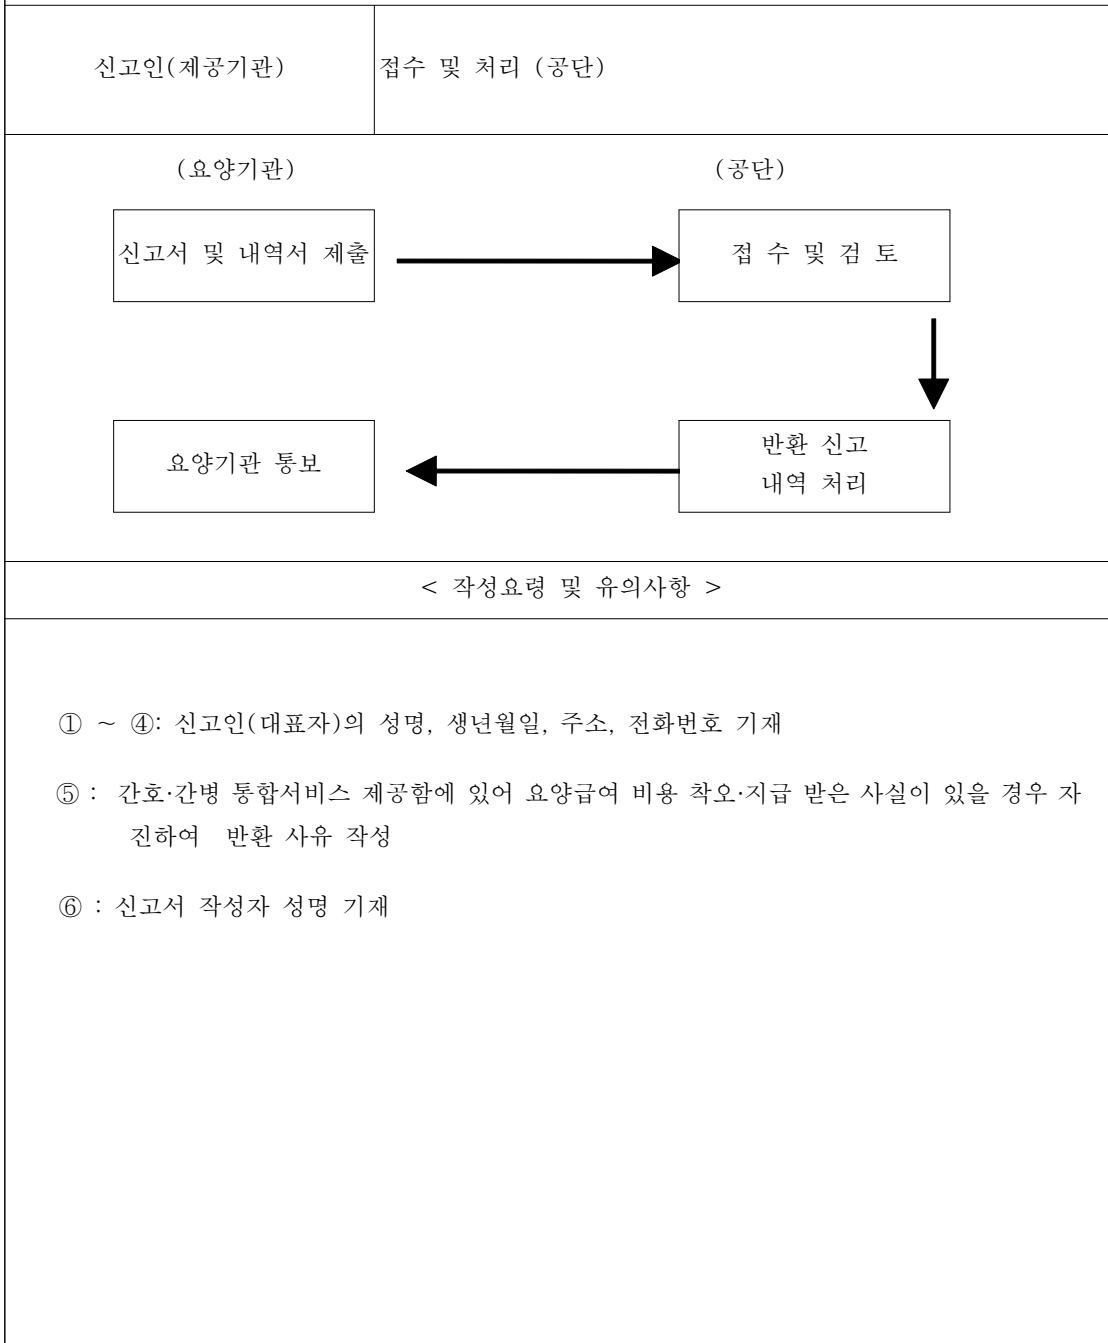 신고인(제공기관)
접수 및 처리 (공단)
(요양기관)
(공단)
신고서 및 내역서 제출
접 수 및 검 토
요양기관 통보
반환 신고
내역 처리
< 작성요령 및 유의사항 >
① ~ ④: 신고인(대표자)의 성명, 생년월일, 주소, 전화번호 기재
⑤ : 간호·간병 통합서비스 제공함에 있어 요양급여 비용 착오·지급 받은 사실이 있을 경우 자
진하여 반환 사유 작성
⑥ : 신고서 작성자 성명 기재